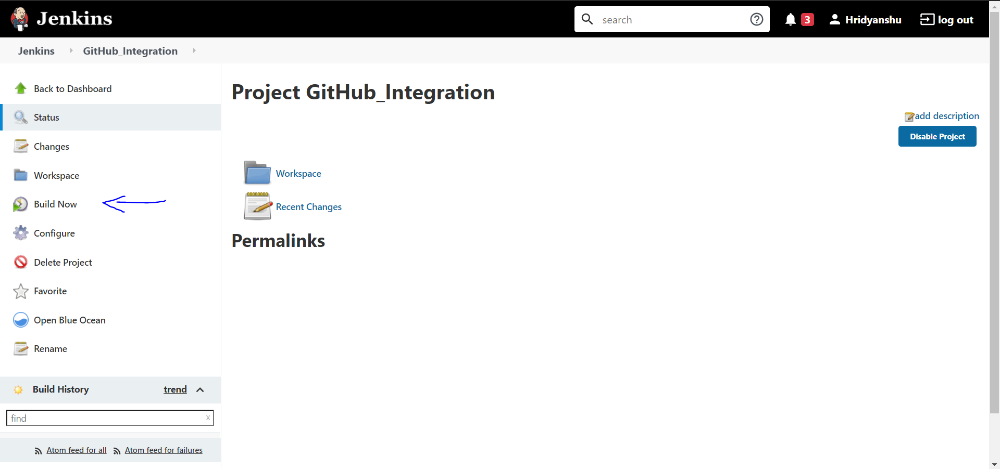 Jenkins
search
3
Hridyanshu
log out
Jenkins
GitHub_Integration
Back to Dashboard
Status
Changes
Workspace
Build Now
Configure
Delete Project
Favorite
Open Blue Ocean
Rename
Build History
trend
find
x
Atom feed for all
Atom feed for failures
Project GitHub_Integration
add description
Disable Project
Workspace
Recent Changes
Permalinks